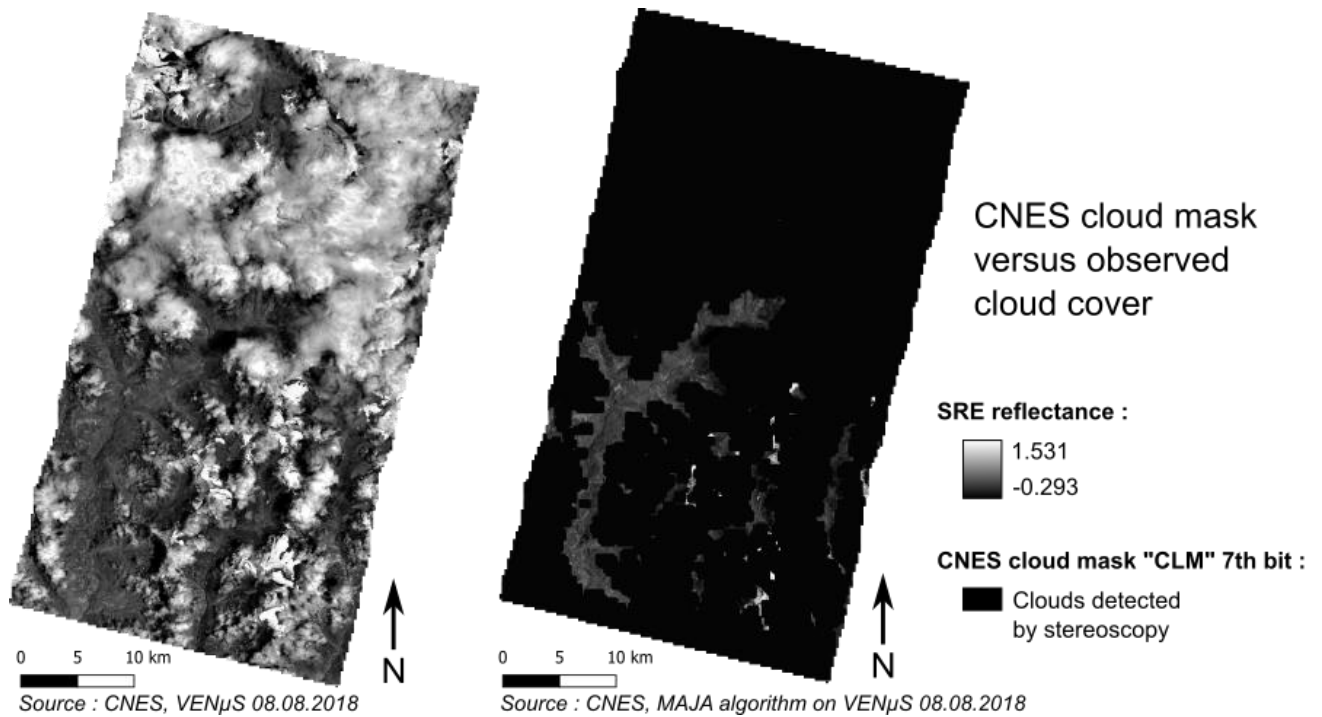 CNES cloud mask
versus observed
cloud cover
SRE reflectance :
1.531
-0.293
CNES cloud mask "CLM" 7th bit :
Clouds detected
by stereoscopy
0 5 10 km
N
Source : CNES, VENµS 08.08.2018
0 5 10 km
N
Source : CNES, MAJA algorithm on VENµS 08.08.2018